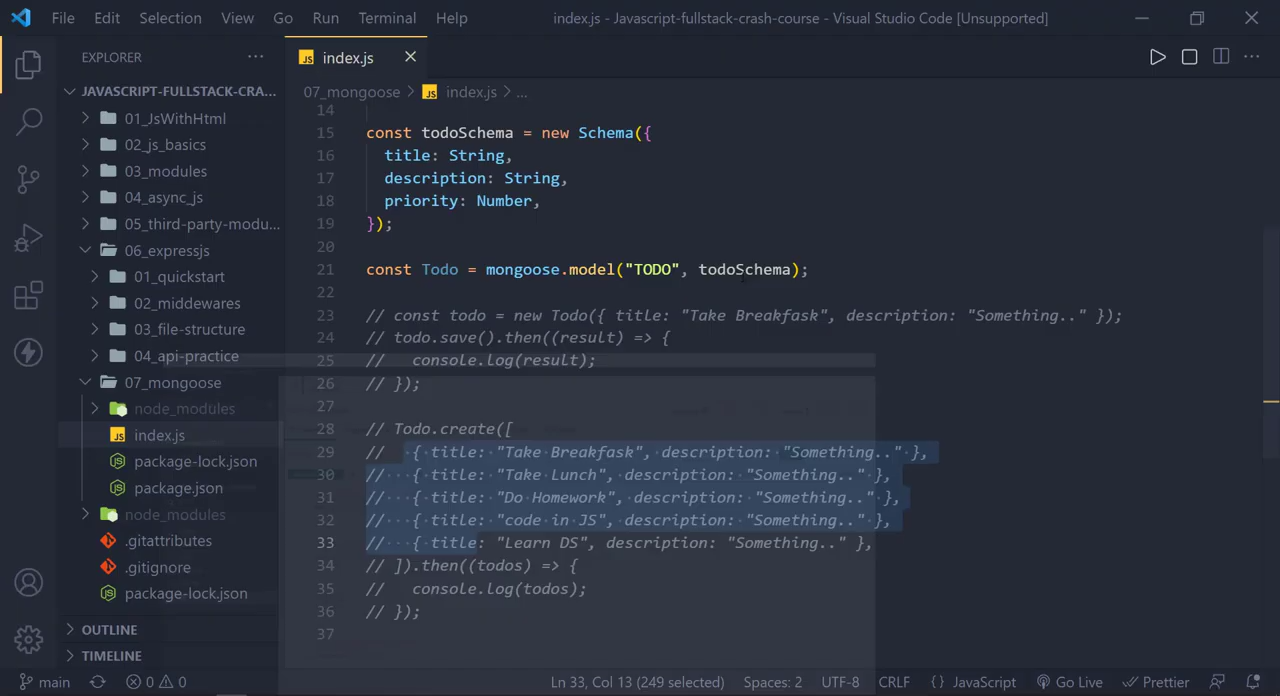 File Edit Selection View Go Run Terminal Help index.js - Javascript-fullstack-crash-course - Visual Studio Code [Unsupported]
EXPLORER
JAVASCRIPT-FULLSTACK-CRA...
01_JsWithHtml
02_js_basics
03_modules
04_async_js
05_third-party-modu...
06_expressjs
01_quickstart
02_middewares
03_file-structure
04_api-practice
07_mongoose
node_modules
JS index.js
package-lock.json
package.json
node_modules
.gitattributes
.gitignore
package-lock.json
OUTLINE
TIMELINE
JS index.js
07_mongoose > JS index.js > ...
14
15 const todoSchema = new Schema({
16 title: String,
17 description: String,
18 priority: Number,
19 });
20
21 const Todo = mongoose.model("TODO", todoSchema);
22
23 // const todo = new Todo({ title: "Take Breakfask", description: "Something.." });
24 // todo.save().then((result) => {
25 // console.log(result);
26 // });
27
28 // Todo.create([
29 // { title: "Take Breakfask", description: "Something.." },
30 // { title: "Take Lunch", description: "Something.." },
31 // { title: "Do Homework", description: "Something.." },
32 // { title: "code in JS", description: "Something.." },
33 // { title: "Learn DS", description: "Something.." },
34 // ]).then((todos) => {
35 // console.log(todos);
36 // });
37
main 0 0 Ln 33, Col 13 (249 selected) Spaces: 2 UTF-8 CRLF {} JavaScript Go Live Prettier